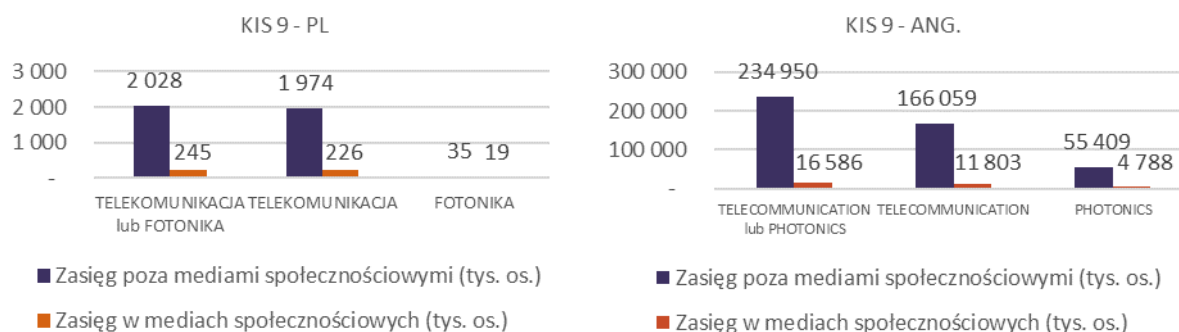 KIS 9 - PL
3 000
2 000
1 000
-
2 028
245
1 974
226
35 19
TELEKOMUNIKACJA
lub FOTONIKA
TELEKOMUNIKACJA
FOTONIKA
Zasięg poza mediami społecznościowymi (tys. os.)
Zasięg w mediach społecznościowych (tys. os.)
KIS 9 - ANG.
300 000
200 000
100 000
-
234 950
16 586
166 059
11 803
55 409
4 788
TELECOMMUNICATION
lub PHOTONICS
TELECOMMUNICATION
PHOTONICS
Zasięg poza mediami społecznościowymi (tys. os.)
Zasięg w mediach społecznościowych (tys. os.)